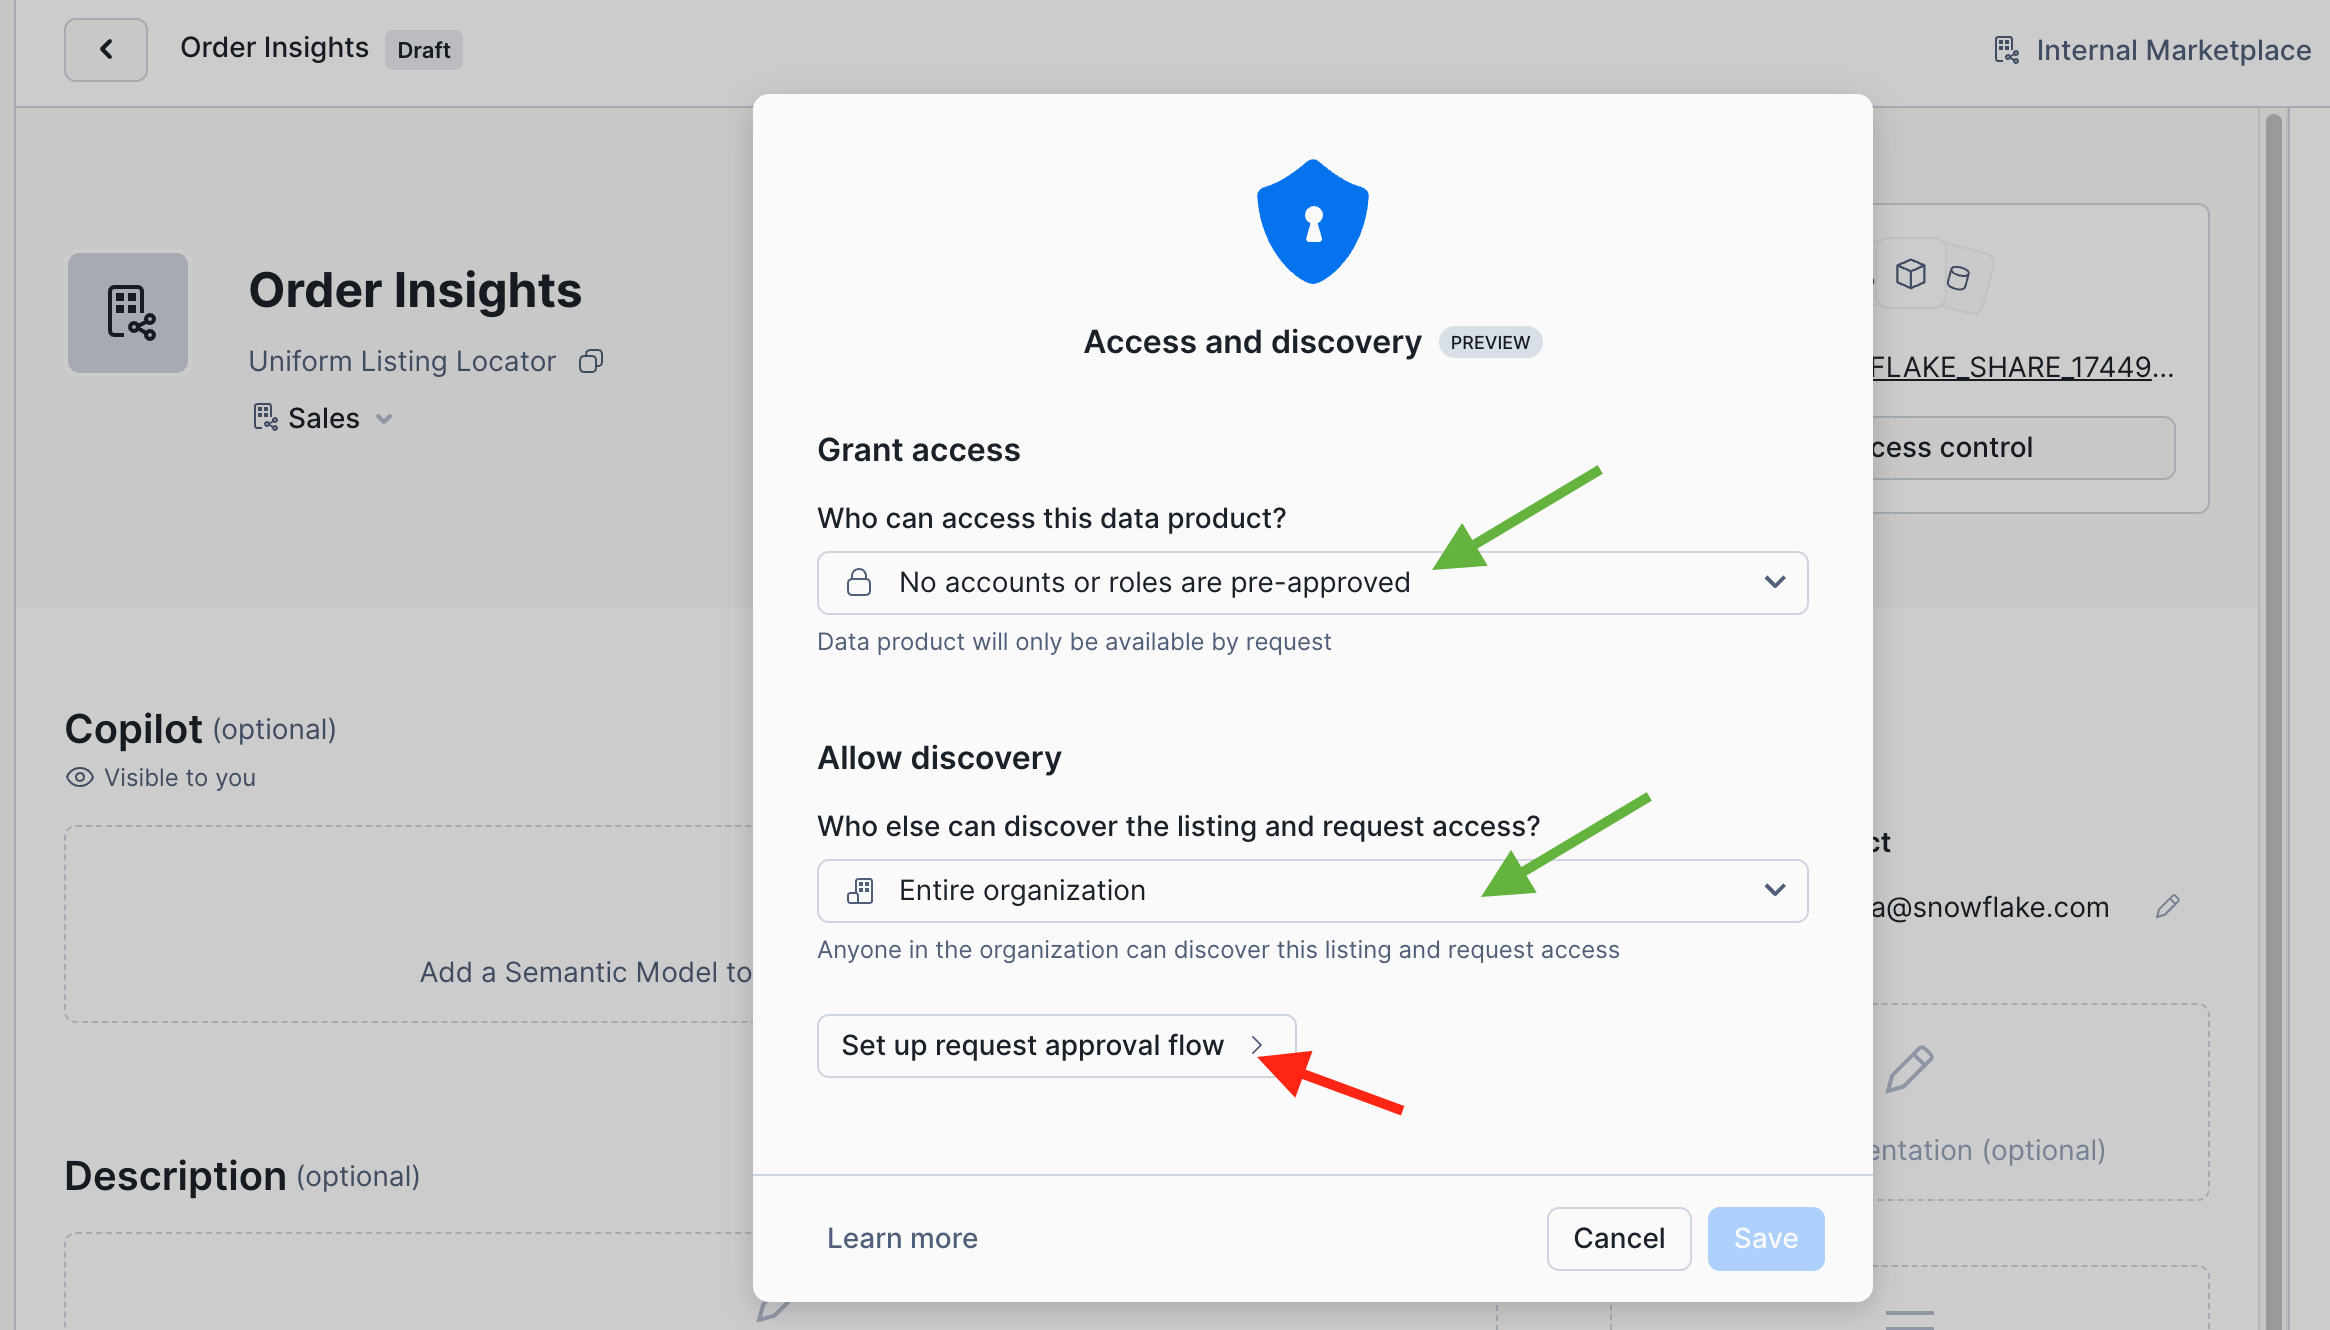 Order Insights Draft
Internal Marketplace
Order Insights
Uniform Listing Locator
Sales
Copilot (optional)
Visible to you
Add a Semantic Model to
Description (optional)
Access and discovery PREVIEW
Grant access
Who can access this data product?
No accounts or roles are pre-approved
Data product will only be available by request
Allow discovery
Who else can discover the listing and request access?
Entire organization
Anyone in the organization can discover this listing and request access
Set up request approval flow
Learn more
Cancel
Save
FLAKE_SHARE_17449...
cess control
ct
a@snowflake.com
entation (optional)